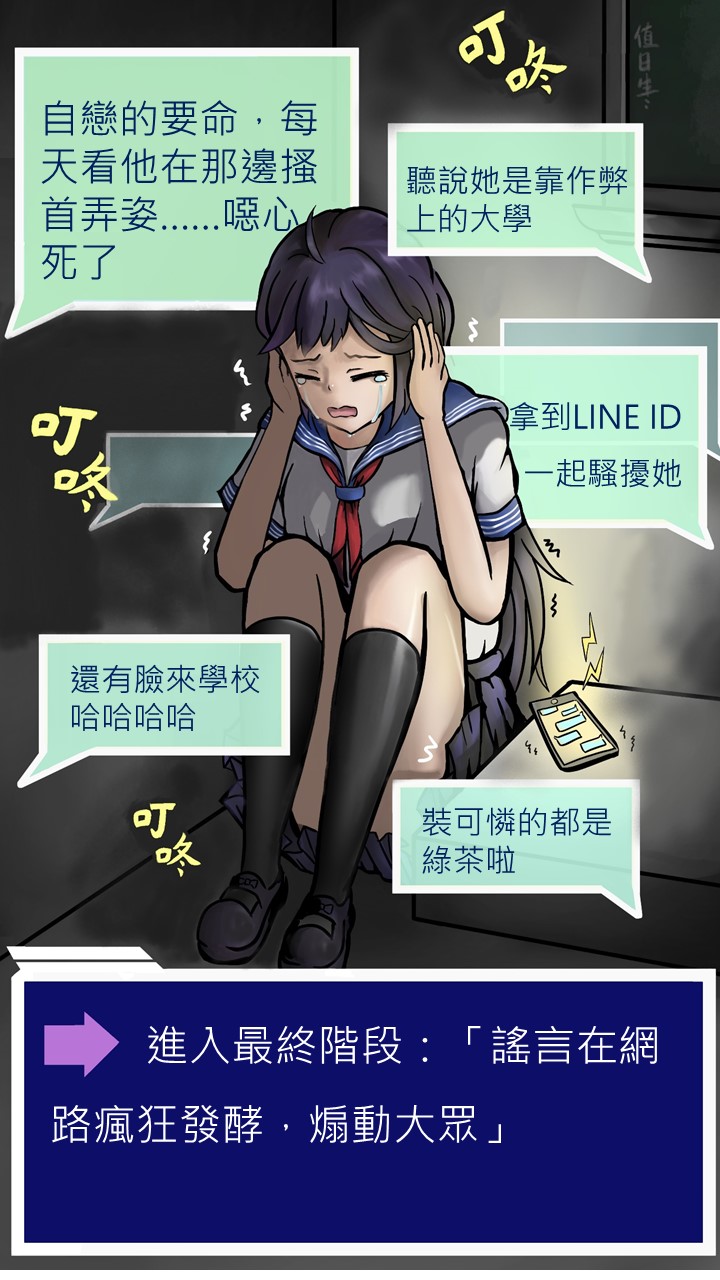 叮咚
值日生：
自戀的要命，每
天看他在那邊搔
首弄姿......噁心
死了
聽說她是靠作弊
上的大學
拿到LINE ID
一起騷擾她
叮咚
還有臉來學校
哈哈哈哈
叮咚
裝可憐的都是
綠茶啦
進入最終階段：「謠言在網
路瘋狂發酵，煽動大眾」